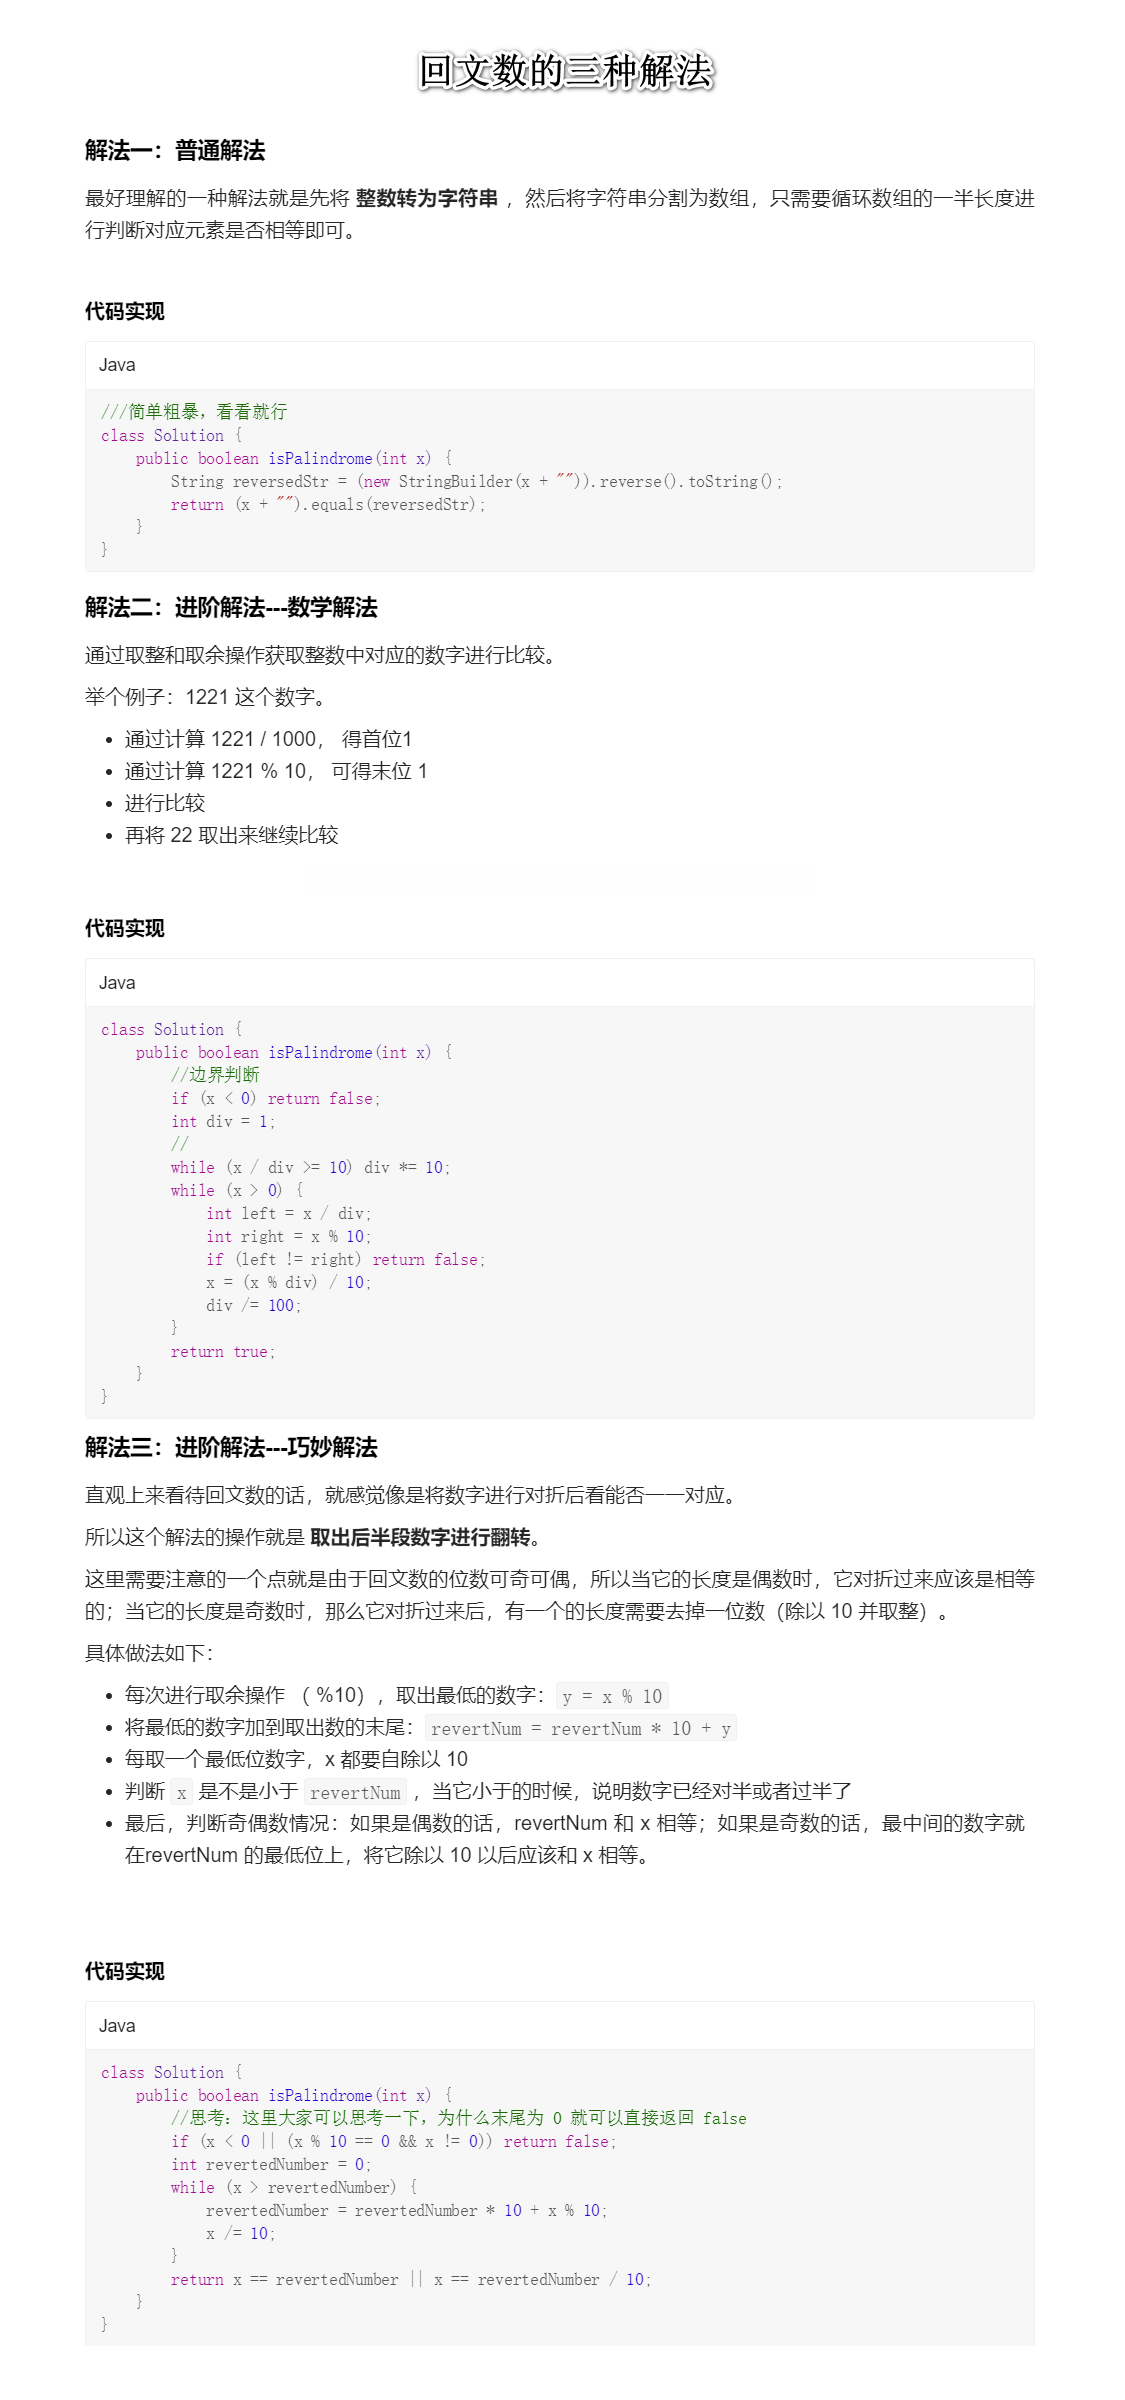 回文数的三种解法
解法一：普通解法
最好理解的一种解法就是先将 整数转为字符串 ，然后将字符串分割为数组，只需要循环数组的一半长度进
行判断对应元素是否相等即可。
代码实现
Java
///简单粗暴，看看就行
class Solution {
    public boolean isPalindrome(int x) {
        String reversedStr = (new StringBuilder(x + "")).reverse().toString();
        return (x + "").equals(reversedStr);
    }
}
解法二：进阶解法---数学解法
通过取整和取余操作获取整数中对应的数字进行比较。
举个例子：1221 这个数字。
• 通过计算 1221 / 1000， 得首位1
• 通过计算 1221 % 10， 可得末位 1
• 进行比较
• 再将 22 取出来继续比较
代码实现
Java
class Solution {
    public boolean isPalindrome(int x) {
        //边界判断
        if (x < 0) return false;
        int div = 1;
        //
        while (x / div >= 10) div *= 10;
        while (x > 0) {
            int left = x / div;
            int right = x % 10;
            if (left != right) return false;
            x = (x % div) / 10;
            div /= 100;
        }
        return true;
    }
}
解法三：进阶解法---巧妙解法
直观上来看待回文数的话，就感觉像是将数字进行对折后看能否一一对应。
所以这个解法的操作就是 取出后半段数字进行翻转。
这里需要注意的一个点就是由于回文数的位数可奇可偶，所以当它的长度是偶数时，它对折过来应该是相等
的；当它的长度是奇数时，那么它对折过来后，有一个的长度需要去掉一位数（除以 10 并取整）。
具体做法如下：
• 每次进行取余操作 （ %10），取出最低的数字：y = x % 10
• 将最低的数字加到取出数的末尾：revertNum = revertNum * 10 + y
• 每取一个最低位数字，x 都要自除以 10
• 判断 x 是不是小于 revertNum ，当它小于的时候，说明数字已经对半或者过半了
• 最后，判断奇偶数情况：如果是偶数的话，revertNum 和 x 相等；如果是奇数的话，最中间的数字就
在revertNum 的最低位上，将它除以 10 以后应该和 x 相等。
代码实现
Java
class Solution {
    public boolean isPalindrome(int x) {
        //思考：这里大家可以思考一下，为什么末尾为 0 就可以直接返回 false
        if (x < 0 || (x % 10 == 0 && x != 0)) return false;
        int revertedNumber = 0;
        while (x > revertedNumber) {
            revertedNumber = revertedNumber * 10 + x % 10;
            x /= 10;
        }
        return x == revertedNumber || x == revertedNumber / 10;
    }
}